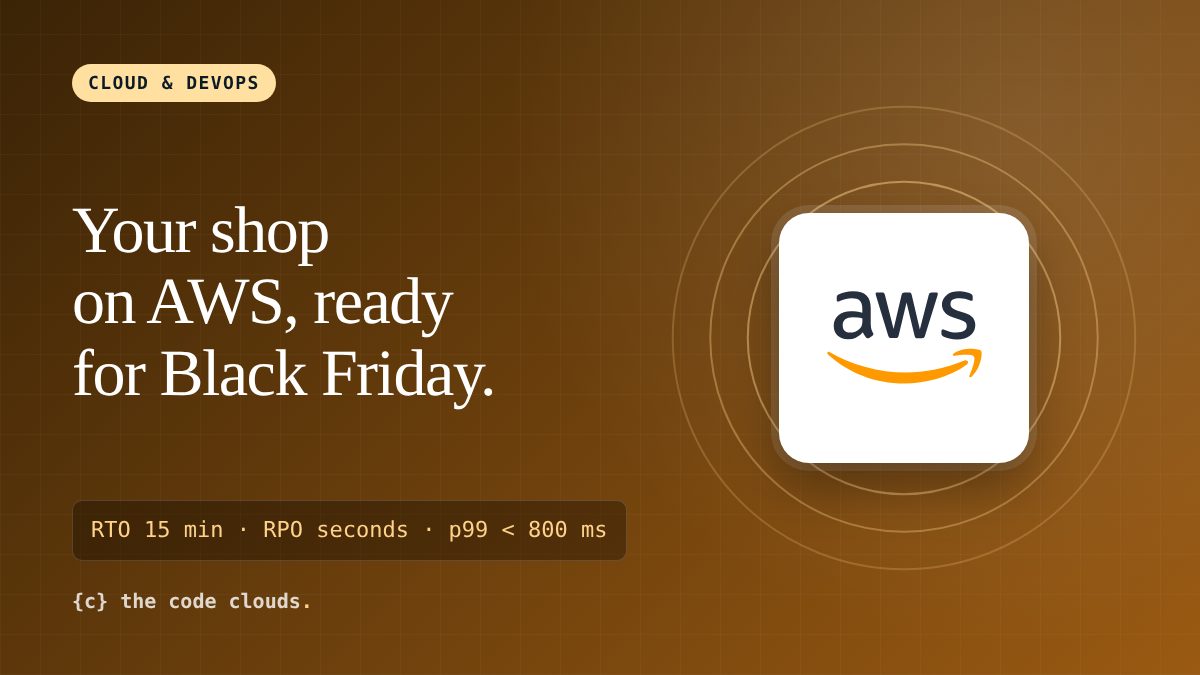 CLOUD & DEVOPS
Your shop
on AWS, ready
for Black Friday.
aws
RTO 15 min · RPO seconds · p99 < 800 ms
{c} the code clouds.